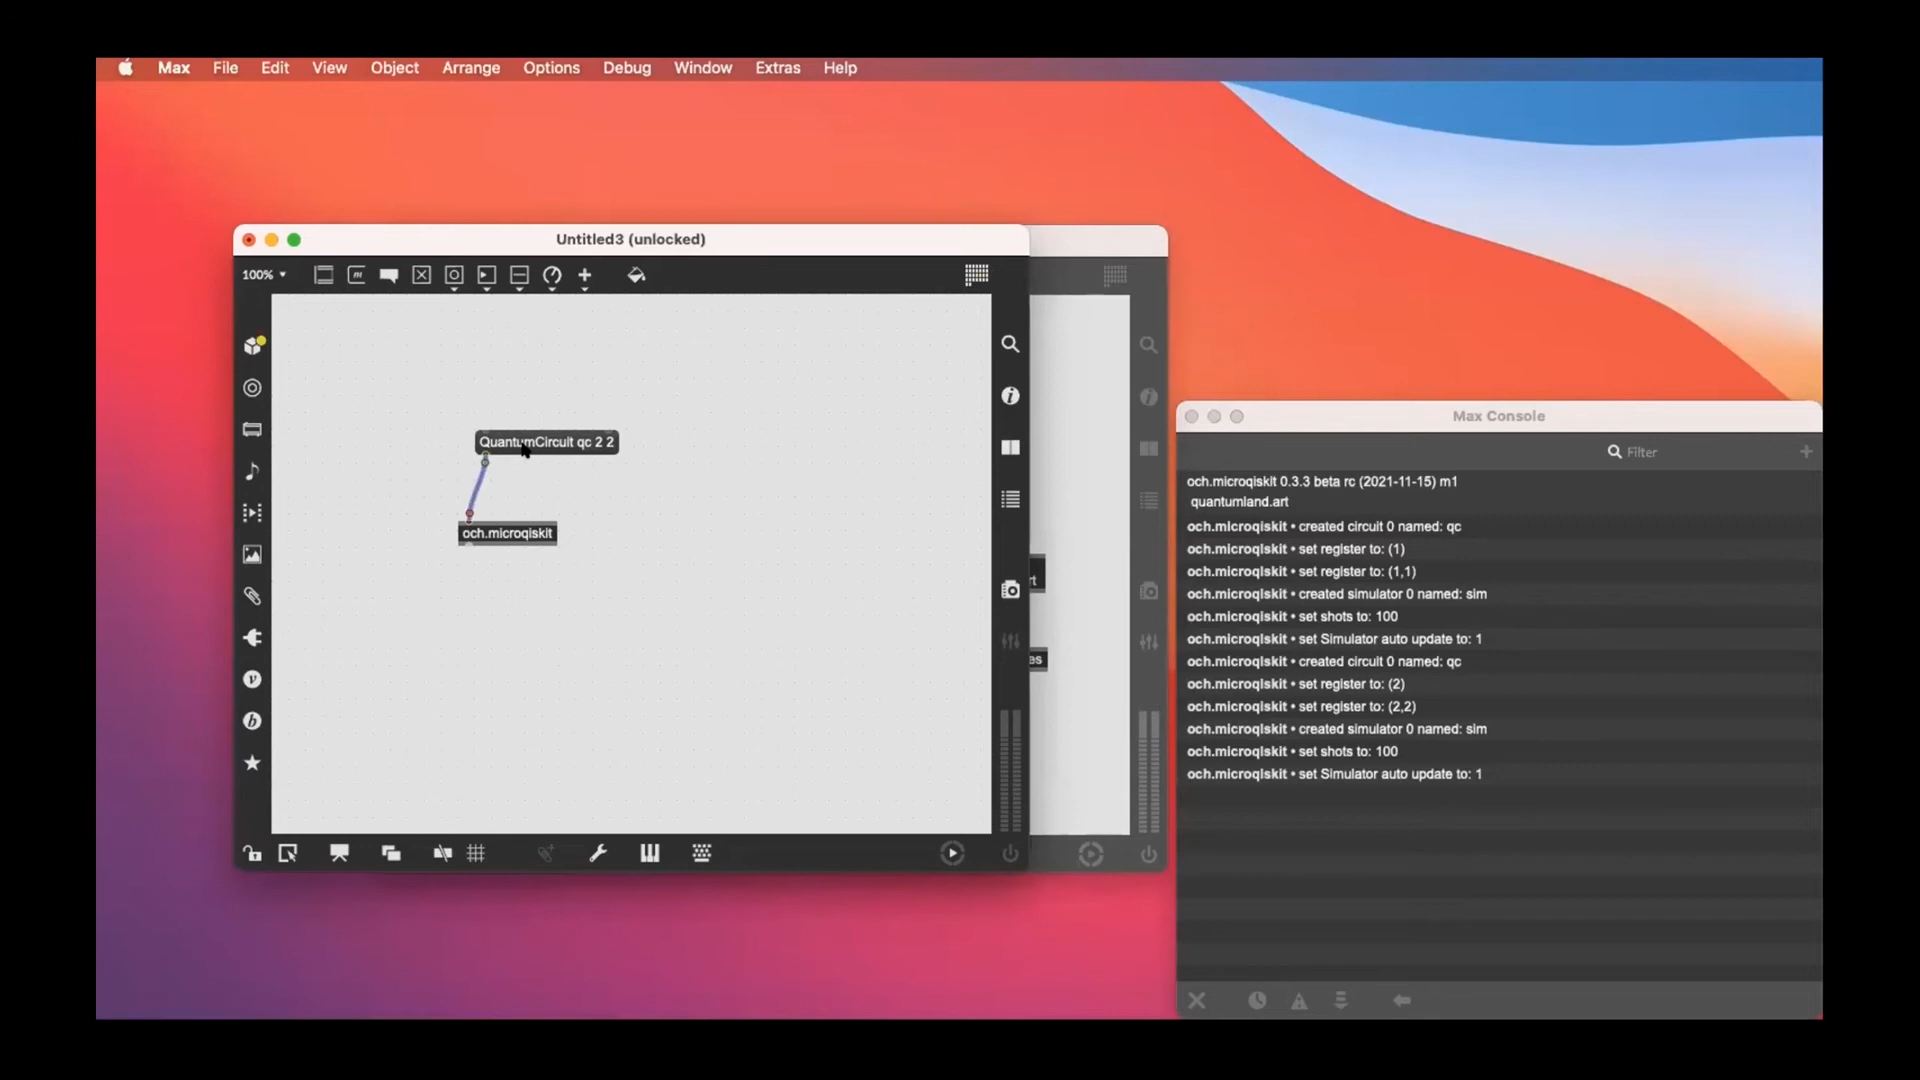 Max File Edit View Object Arrange Options Debug Window Extras Help
Untitled3 (unlocked)
100%
QuantumCircuit qc 2 2
och.microqiskit
Max Console
Filter
och.microqiskit 0.3.3 beta rc (2021-11-15) m1
quantumland.art
och.microqiskit • created circuit 0 named: qc
och.microqiskit • set register to: (1)
och.microqiskit • set register to: (1,1)
och.microqiskit • created simulator 0 named: sim
och.microqiskit • set shots to: 100
och.microqiskit • set Simulator auto update to: 1
och.microqiskit • created circuit 0 named: qc
och.microqiskit • set register to: (2)
och.microqiskit • set register to: (2,2)
och.microqiskit • created simulator 0 named: sim
och.microqiskit • set shots to: 100
och.microqiskit • set Simulator auto update to: 1